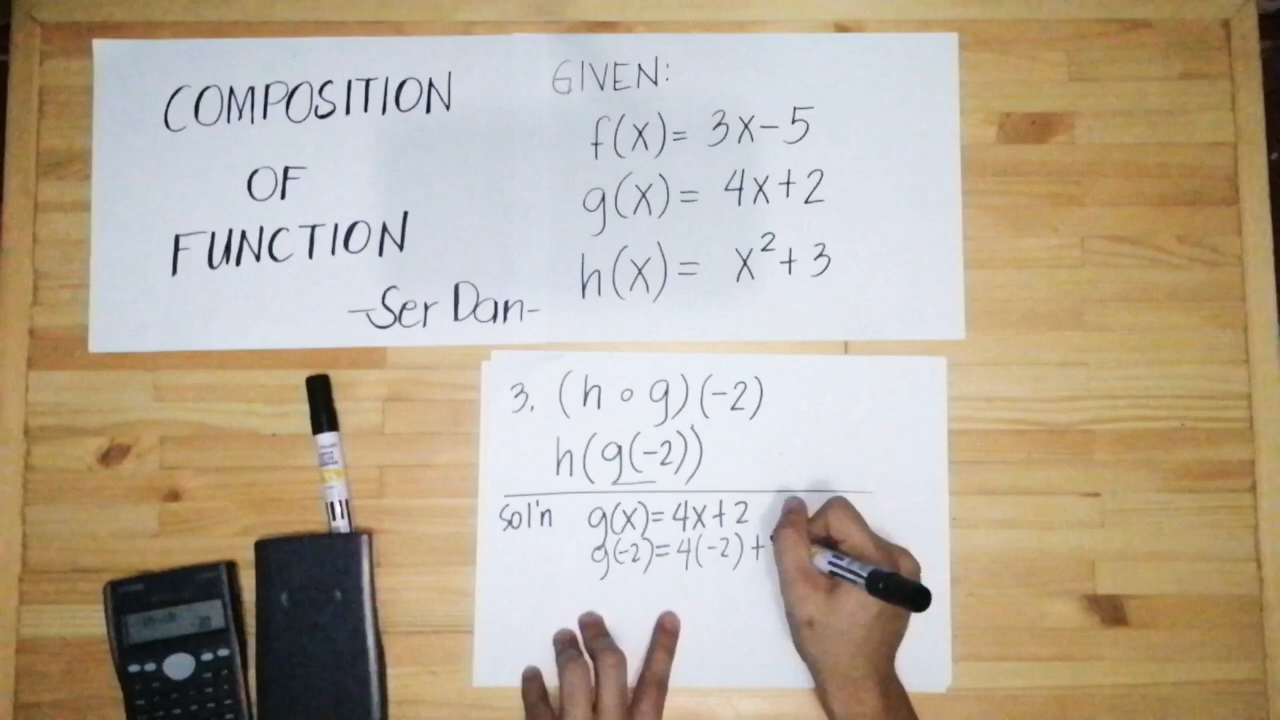 COMPOSITION
OF
FUNCTION
-Ser Dan-
GIVEN:
f(x)= 3x-5
g(x)= 4x+2
h(x)= x²+3
3. (h∘g)(-2)
h(g(-2))
sol'n g(x)=4x+2
g(-2)=4(-2)+